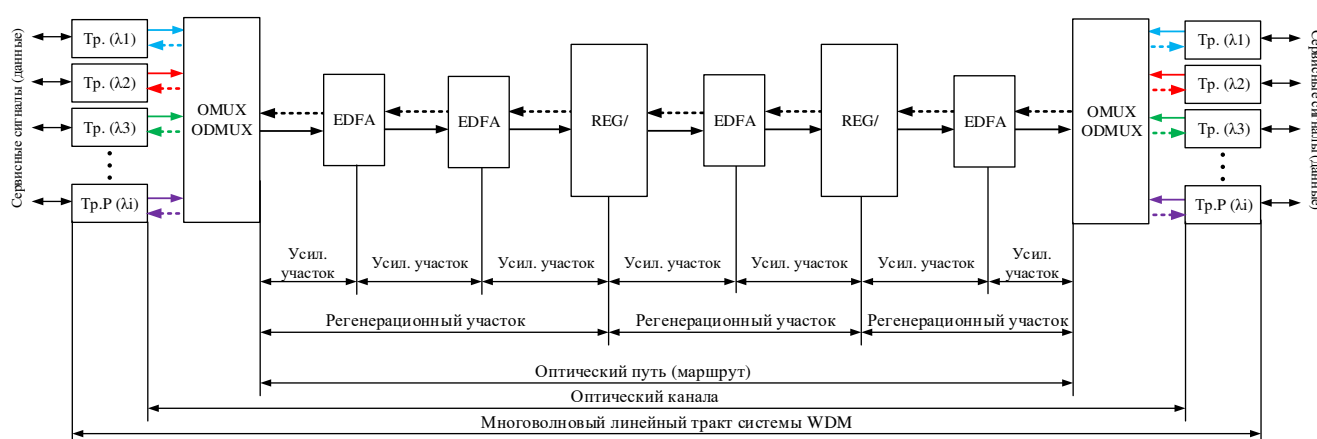 Сервисные сигналы (данные)
Тр. (λ1)
Тр. (λ2)
Тр. (λ3)
Тр.Р (λi)
OMUX
ODMUX
EDFA
EDFA
REG/
EDFA
REG/
EDFA
OMUX
ODMUX
Тр. (λ1)
Тр. (λ2)
Тр. (λ3)
Тр.Р (λi)
Сервисные сигналы (данные)
Усил.
участок
Усил. участок
Усил. участок
Усил. участок
Усил. участок
Усил. участок
Усил.
участок
Регенерационный участок
Регенерационный участок
Регенерационный участок
Оптический путь (маршрут)
Оптический канала
Многоволновый линейный тракт системы WDM